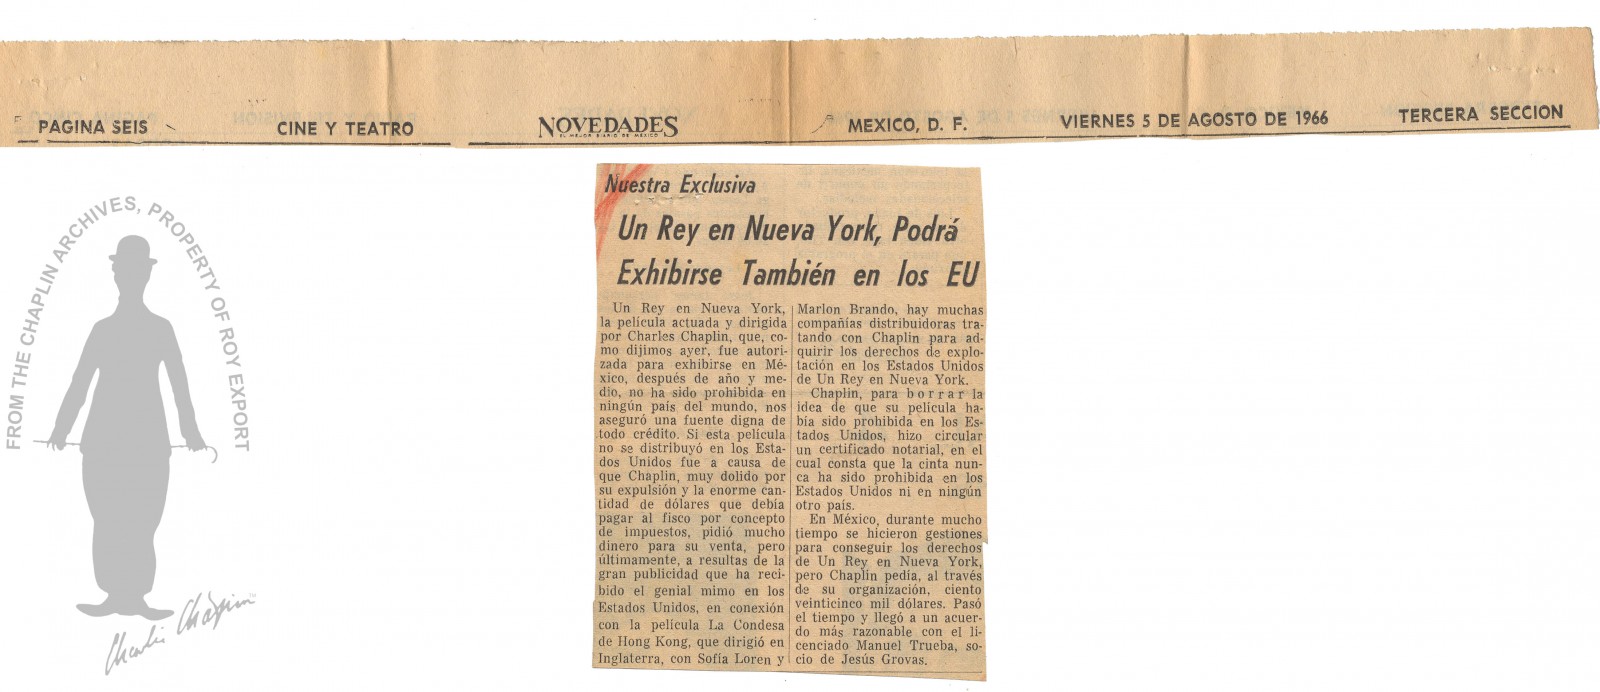 PAGINA SEIS
CINE Y TEATRO
NOVEDADES
EL MEJOR DIARIO DE MEXICO
MEXICO, D. F.
VIERNES 5 DE AGOSTO DE 1966
TERCERA SECCION
FROM THE CHAPLIN ARCHIVES, PROPERTY OF ROY EXPORT
Charlie Chaplin
Nuestra Exclusiva
Un Rey en Nueva York, Podrá
Exhibirse También en los EU
Un Rey en Nueva York,
la película actuada y dirigida
por Charles Chaplin, que, co-
mo dijimos ayer, fue autori-
zada para exhibirse en Mé-
xico, después de año y me-
dio, no ha sido prohibida en
ningún país del mundo, nos
aseguró una fuente digna de
todo crédito. Si esta película
no se distribuyó en los Esta-
dos Unidos fue a causa de
que Chaplin, muy dolido por
su expulsión y la enorme can-
tidad de dólares que debía
pagar al fisco por concepto
de impuestos, pidió mucho
dinero para su venta, pero
últimamente, a resultas de la
gran publicidad que ha reci-
bido el genial mimo en los
Estados Unidos, en conexión
con la película La Condesa
de Hong Kong, que dirigió en
Inglaterra, con Sofía Loren y
Marlon Brando, hay muchas
compañías distribuidoras tra-
tando con Chaplin para ad-
quirir los derechos de explo-
tación en los Estados Unidos
de Un Rey en Nueva York.
Chaplin, para borrar la
idea de que su película ha-
bía sido prohibida en los Es-
tados Unidos, hizo circular
un certificado notarial, en el
cual consta que la cinta nun-
ca ha sido prohibida en los
Estados Unidos ni en ningún
otro país.
En México, durante mucho
tiempo se hicieron gestiones
para conseguir los derechos
de Un Rey en Nueva York,
pero Chaplin pedía, al través
de su organización, ciento
veinticinco mil dólares. Pasó
el tiempo y llegó a un acuer-
do más razonable con el li-
cenciado Manuel Trueba, so-
cio de Jesús Grovas.